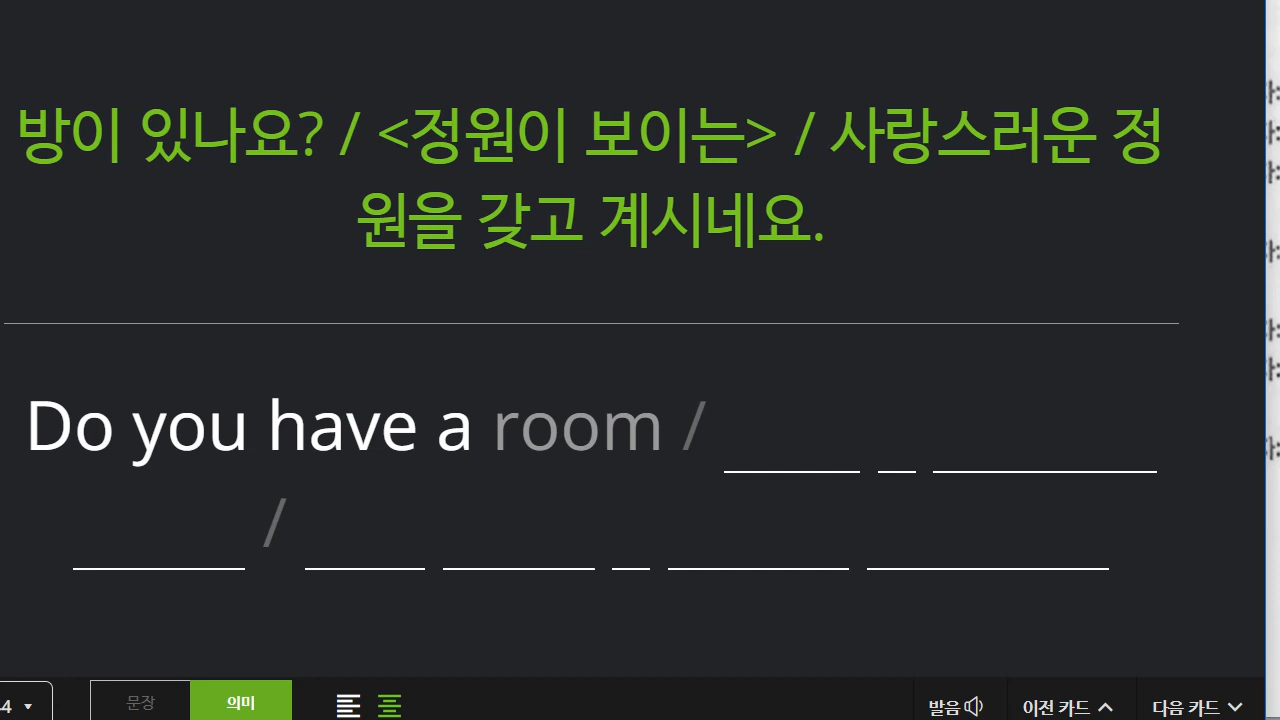 방이 있나요? / <정원이 보이는> / 사랑스러운 정
원을 갖고 계시네요.
Do you have a room /
/
4
문장
의미
발음
이전 카드
다음 카드